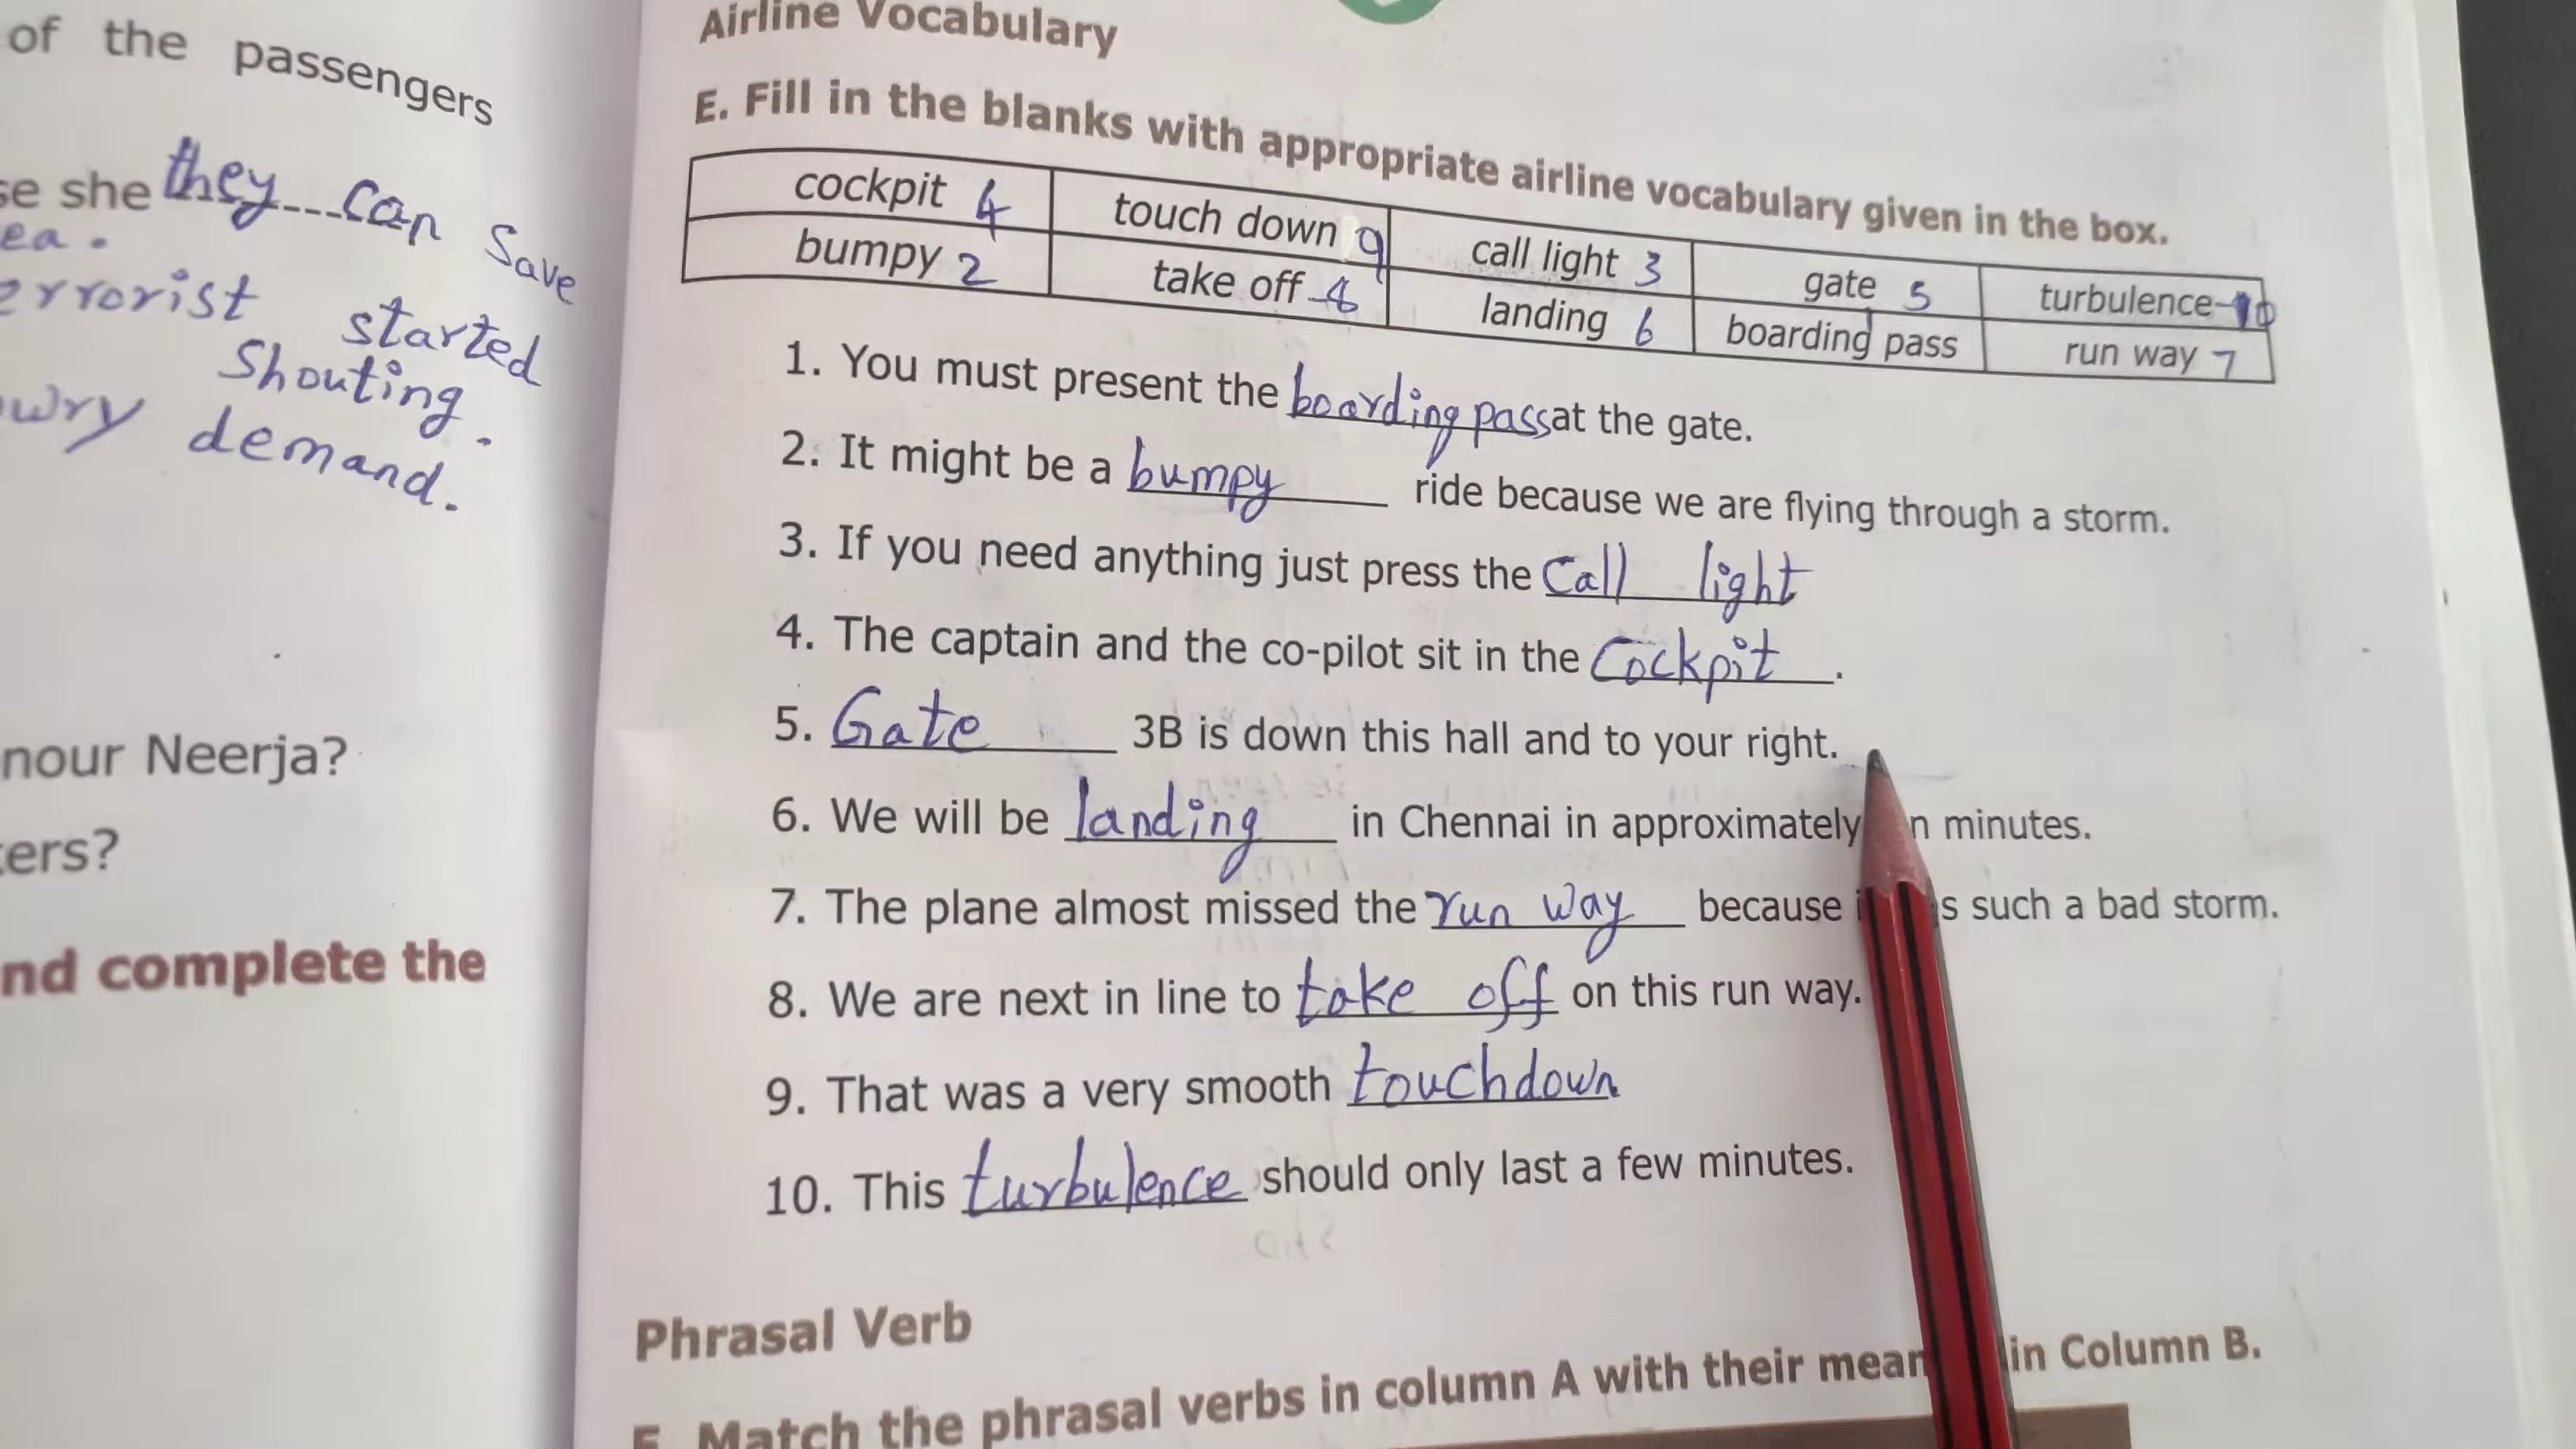 of the passengers
se she they can save
ea.
errorist started
shouting.
owry demand.
nour Neerja?
ers?
nd complete the
Airline Vocabulary
E. Fill in the blanks with appropriate airline vocabulary given in the box.
cockpit 4 touch down 9 call light 3 gate 5 turbulence-10
bumpy 2 take off-8 landing 6 boarding pass 1 run way 7
1. You must present the boarding pass at the gate.
2. It might be a bumpy ride because we are flying through a storm.
3. If you need anything just press the Call light
4. The captain and the co-pilot sit in the Cockpit.
5. Gate 3B is down this hall and to your right.
6. We will be landing in Chennai in approximately n minutes.
7. The plane almost missed the run way because i s such a bad storm.
8. We are next in line to take off on this run way.
9. That was a very smooth touchdown
10. This turbulence should only last a few minutes.
Phrasal Verb
F. Match the phrasal verbs in column A with their mean in Column B.